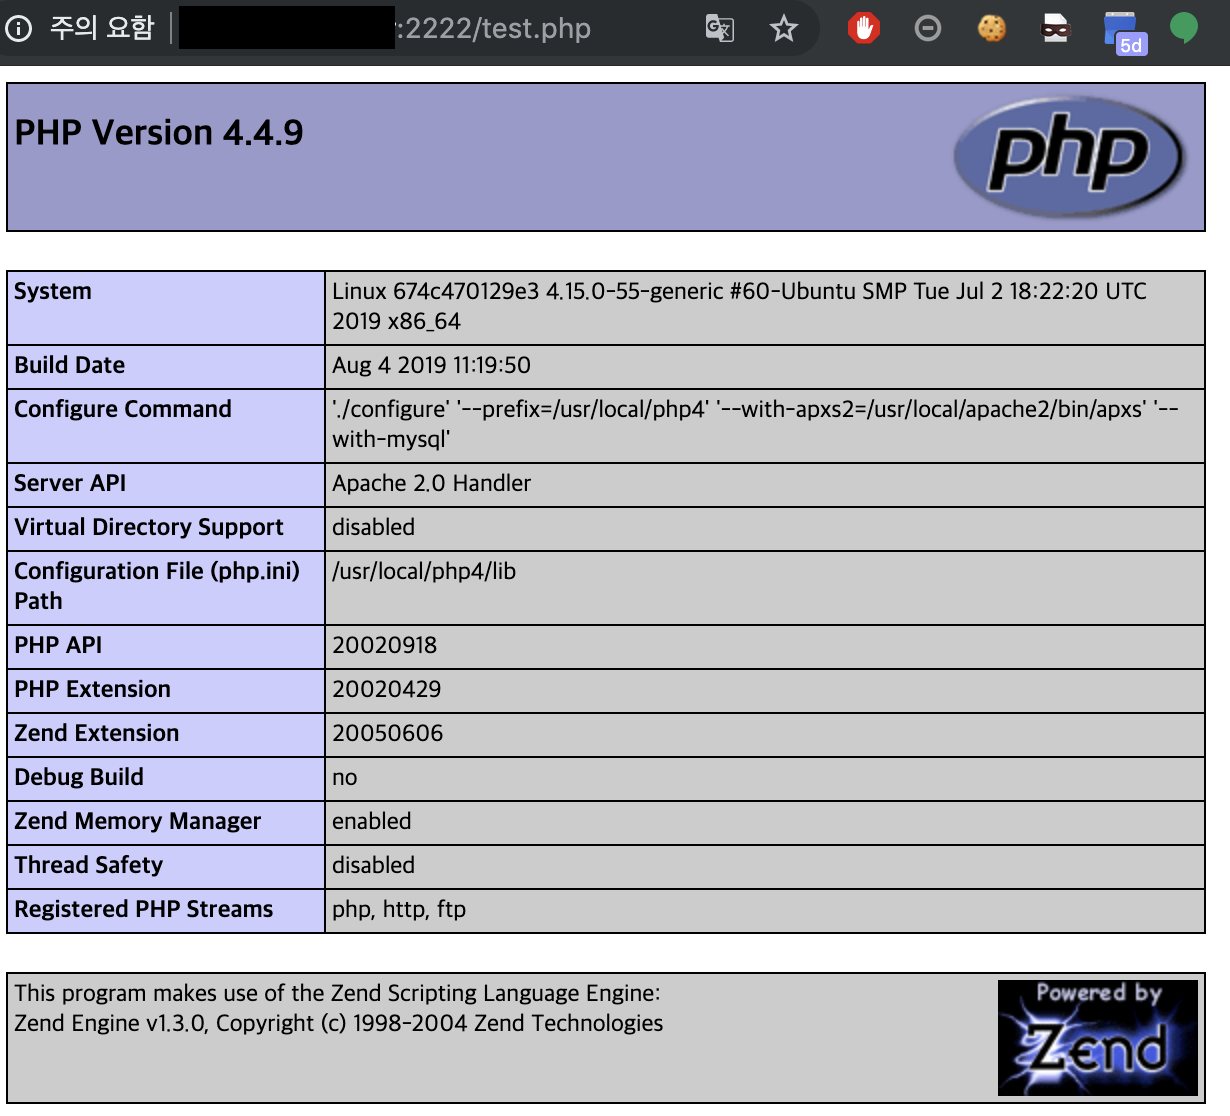 주의 요함 :2222/test.php
5d
PHP Version 4.4.9
php
System Linux 674c470129e3 4.15.0-55-generic #60-Ubuntu SMP Tue Jul 2 18:22:20 UTC
2019 x86_64
Build Date Aug 4 2019 11:19:50
Configure Command './configure' '--prefix=/usr/local/php4' '--with-apxs2=/usr/local/apache2/bin/apxs' '--
with-mysql'
Server API Apache 2.0 Handler
Virtual Directory Support disabled
Configuration File (php.ini) /usr/local/php4/lib
Path
PHP API 20020918
PHP Extension 20020429
Zend Extension 20050606
Debug Build no
Zend Memory Manager enabled
Thread Safety disabled
Registered PHP Streams php, http, ftp
This program makes use of the Zend Scripting Language Engine:
Zend Engine v1.3.0, Copyright (c) 1998-2004 Zend Technologies
Powered by
Zend